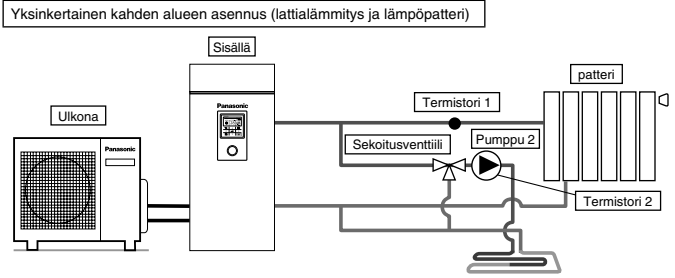 Yksinkertainen kahden alueen asennus (lattialämmitys ja lämpöpatteri)
Sisällä
Ulkona
Panasonic
Panasonic
Termistori 1
patteri
Sekoitusventtiili
Pumppu 2
Termistori 2